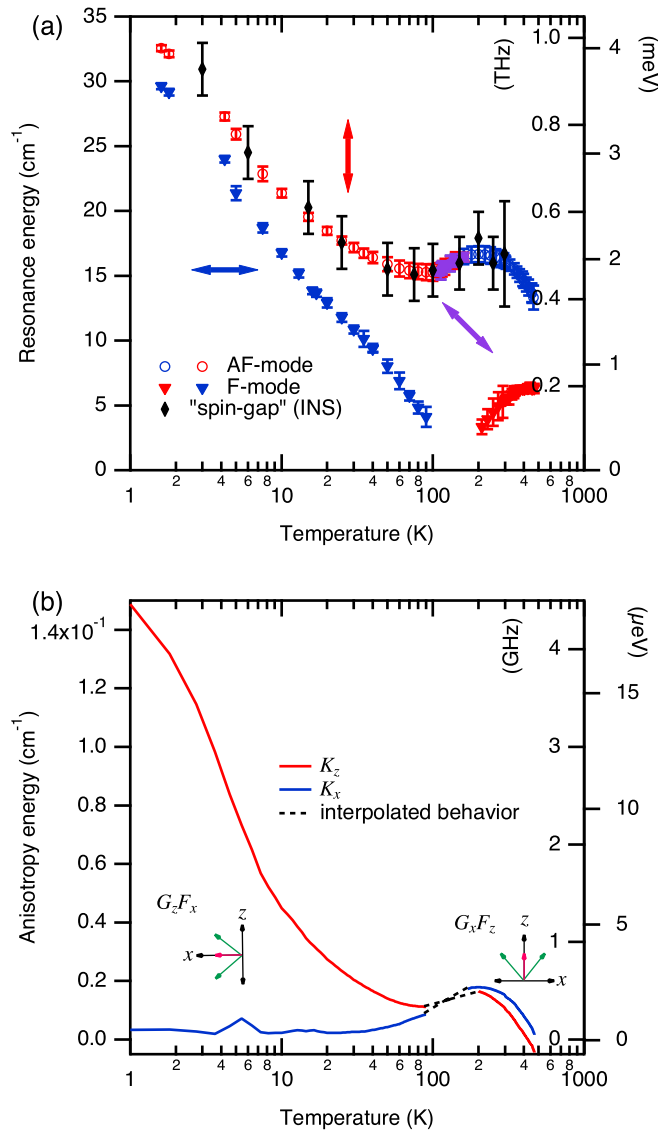 (a)
35
30
25
20
15
10
5
0
Resonance energy (cm-1)
1.0
0.8
0.6
0.4
0.2
(THz)
4
3
2
1
0
(meV)
AF-mode
F-mode
"spin-gap" (INS)
1 2 4 6 8 10 2 4 6 8 100 2 4 6 8 1000
Temperature (K)
(b)
1.4x10-1
1.2
1.0
0.8
0.6
0.4
0.2
0.0
Anisotropy energy (cm-1)
4
3
2
1
0
(GHz)
15
10
5
0
(μeV)
Kz
Kx
interpolated behavior
GzFx
z
x
GxFz
z
x
1 2 4 6 8 10 2 4 6 8 100 2 4 6 8 1000
Temperature (K)